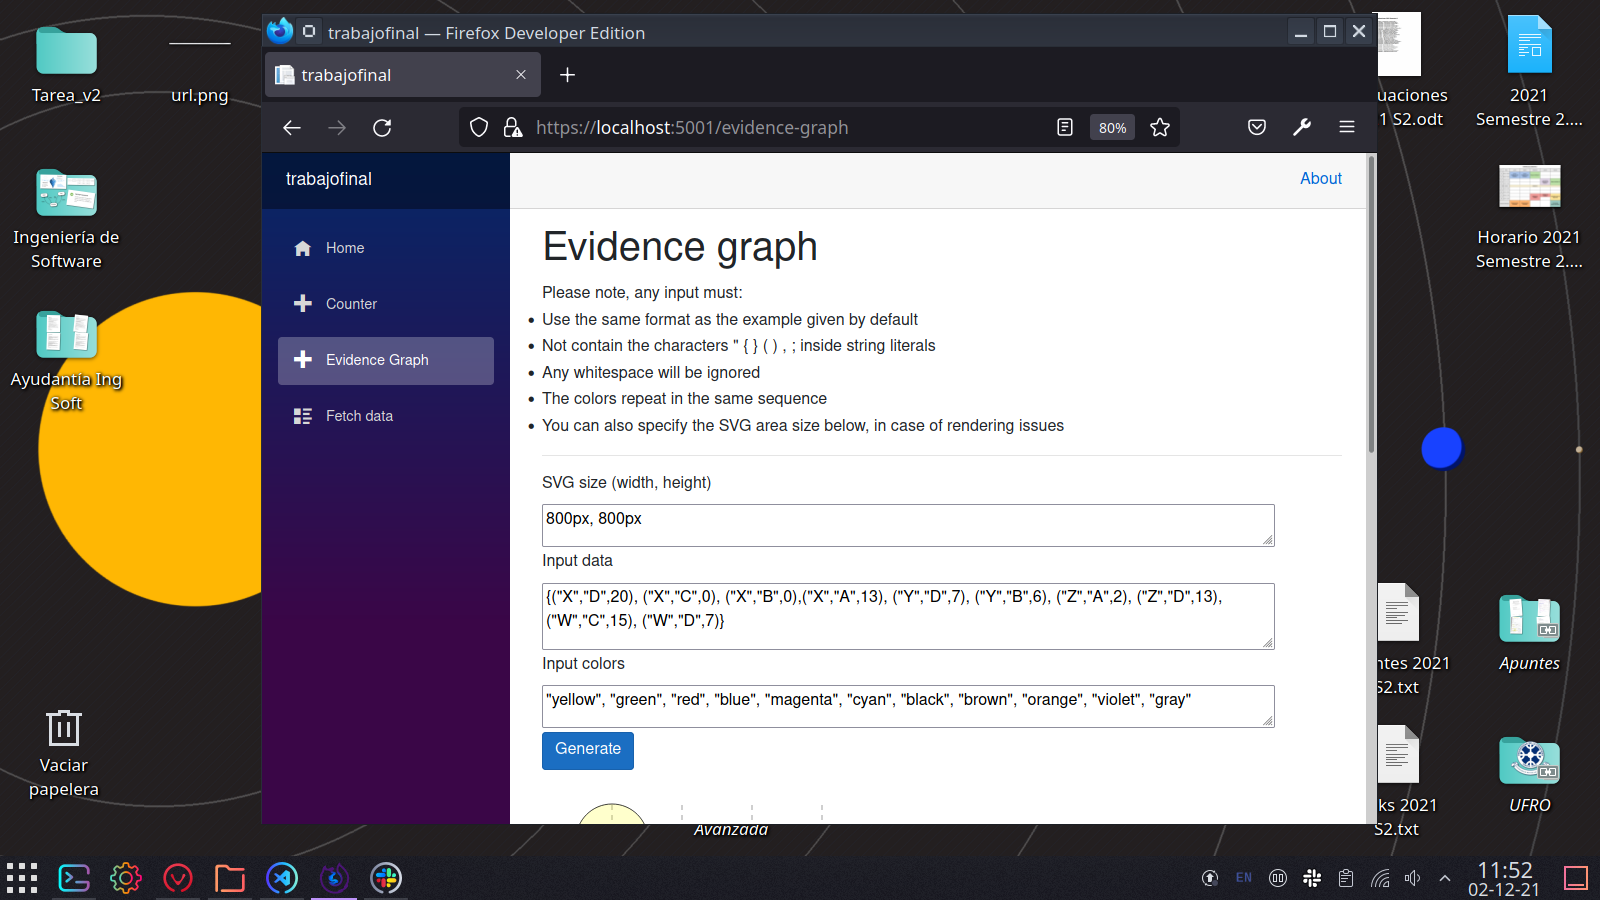 Tarea_v2
url.png
Ingeniería de
Software
Ayudantía Ing
Soft
Vaciar
papelera
trabajofinal — Firefox Developer Edition
trabajofinal
https://localhost:5001/evidence-graph
80%
trabajofinal
About
Home
Counter
Evidence Graph
Fetch data
Evidence graph
Please note, any input must:
• Use the same format as the example given by default
• Not contain the characters " { } ( ) , ; inside string literals
• Any whitespace will be ignored
• The colors repeat in the same sequence
• You can also specify the SVG area size below, in case of rendering issues
SVG size (width, height)
800px, 800px
Input data
{("X","D",20), ("X","C",0), ("X","B",0),("X","A",13), ("Y","D",7), ("Y","B",6), ("Z","A",2), ("Z","D",13),
("W","C",15), ("W","D",7)}
Input colors
"yellow", "green", "red", "blue", "magenta", "cyan", "black", "brown", "orange", "violet", "gray"
Generate
Avanzada
uaciones
1 S2.odt
2021
Semestre 2....
Horario 2021
Semestre 2....
ntes 2021
S2.txt
Apuntes
ks 2021
S2.txt
UFRO
EN
11:52
02-12-21